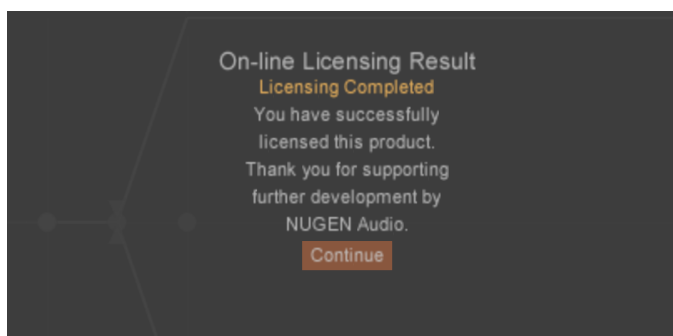 On-line Licensing Result
Licensing Completed
You have successfully
licensed this product.
Thank you for supporting
further development by
NUGEN Audio.
Continue